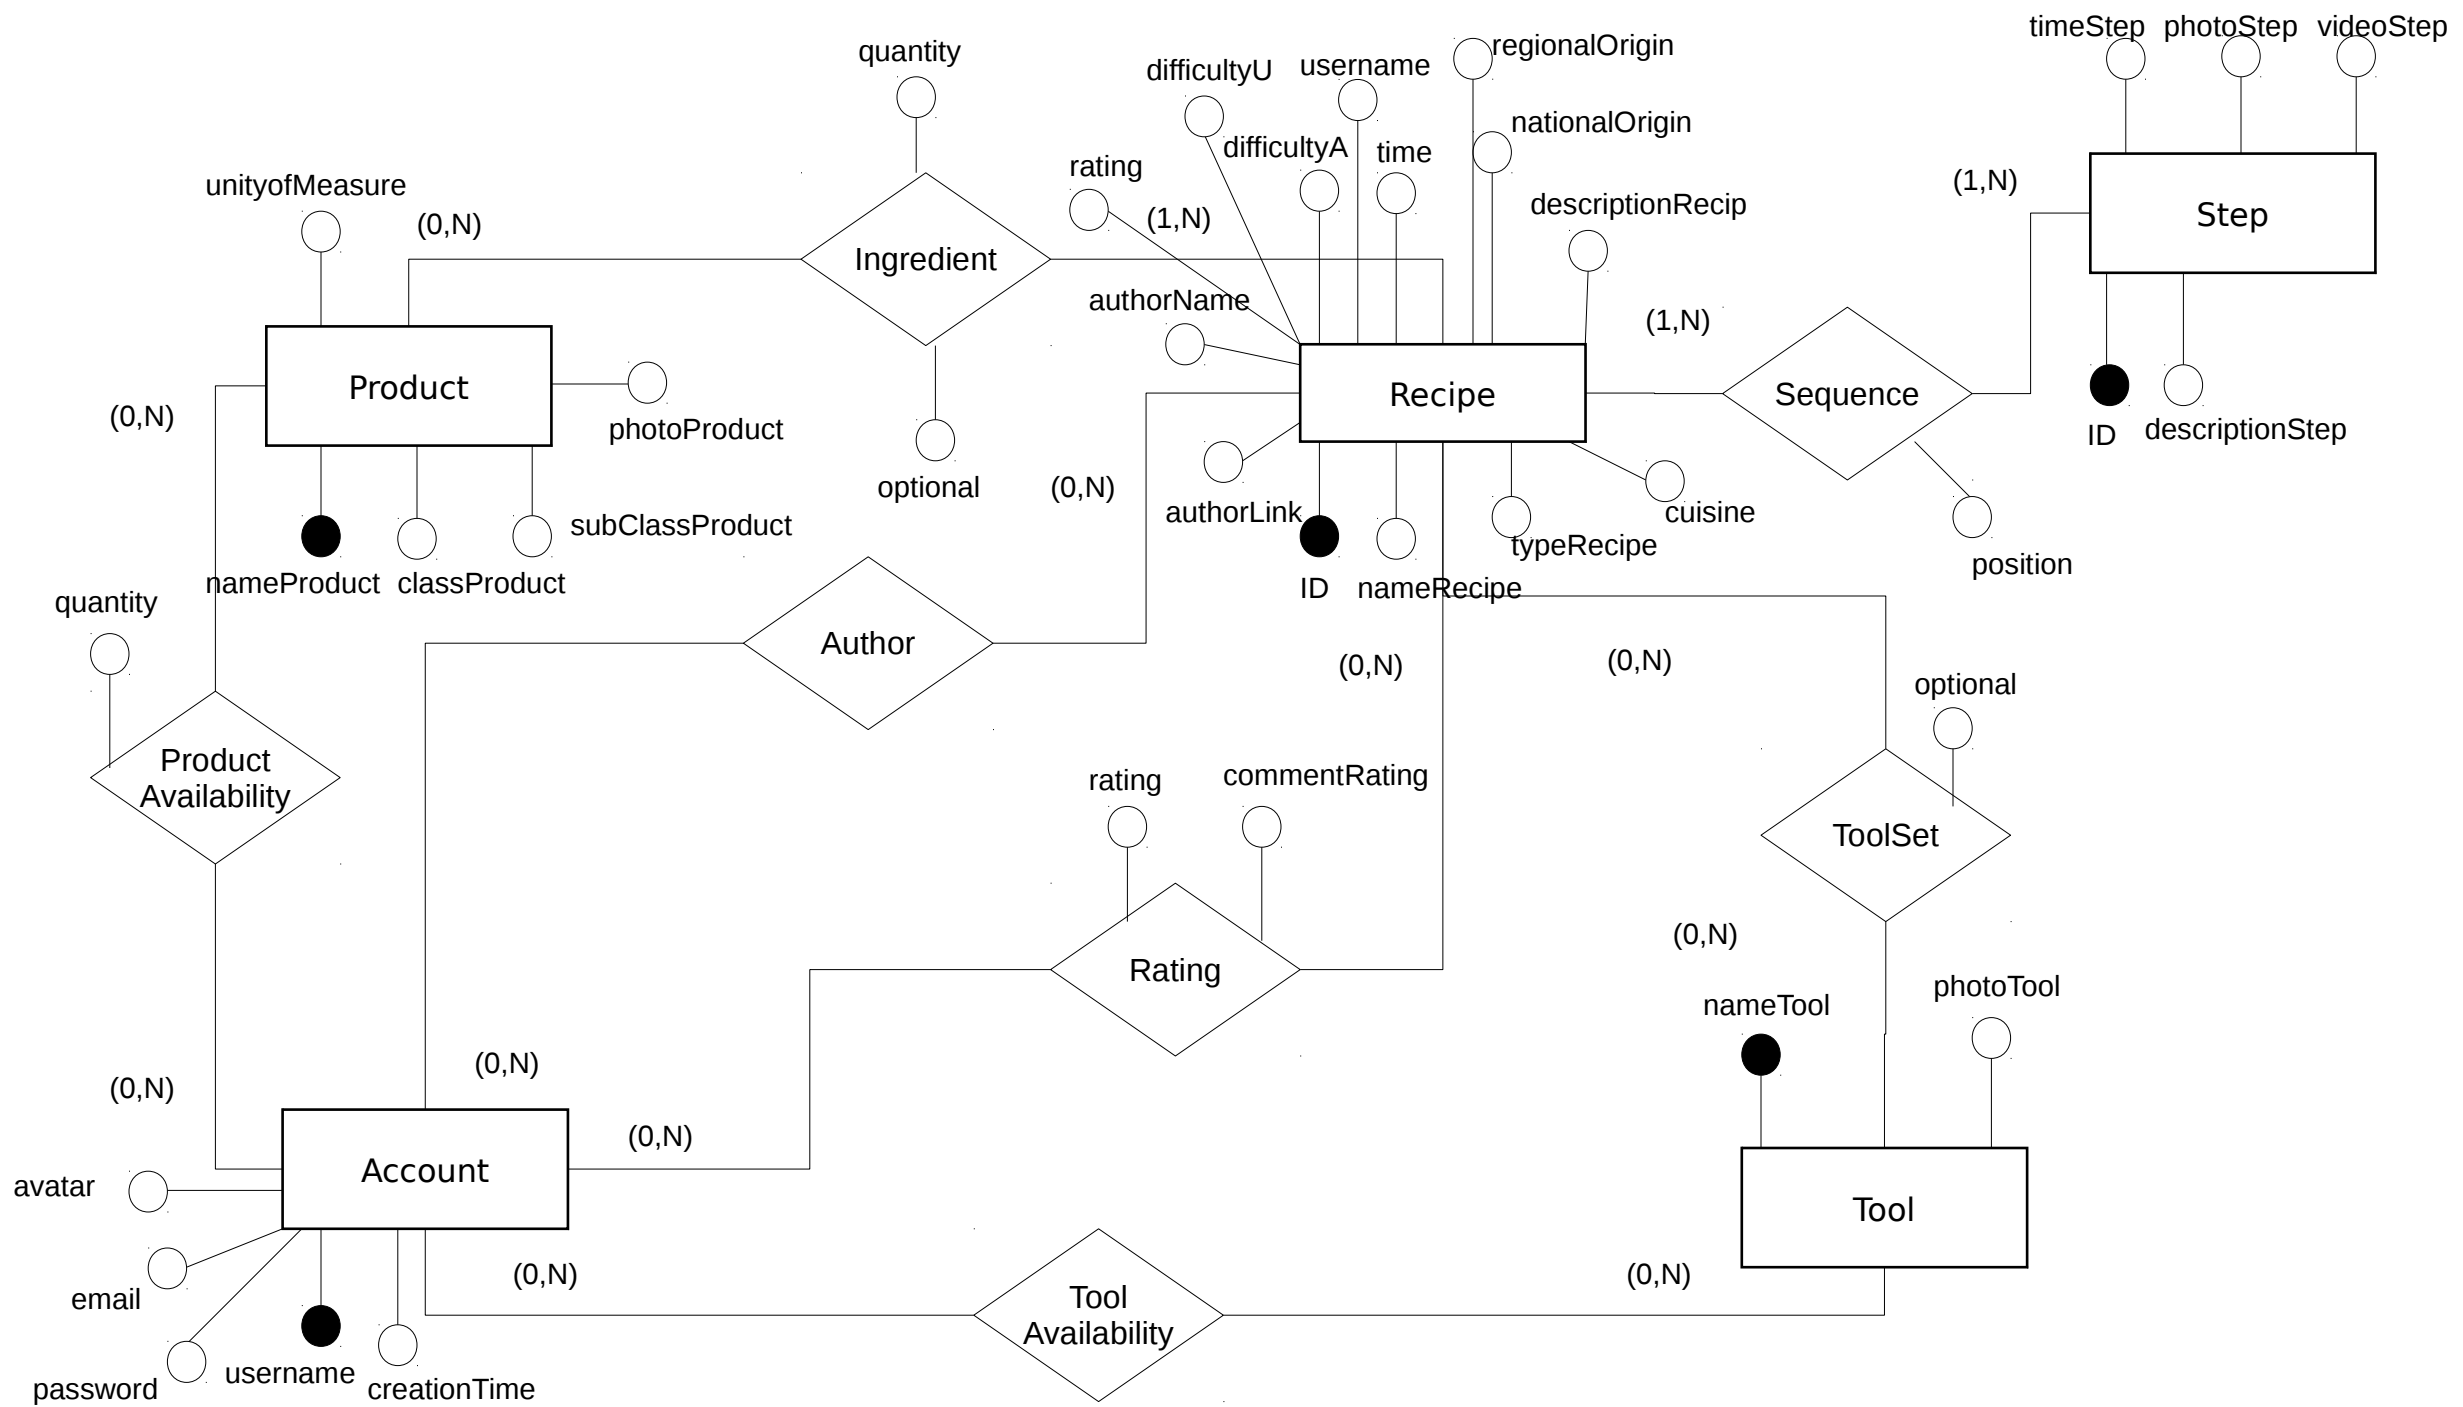 timeStep
photoStep
videoStep
quantity
regionalOrigin
difficultyU
username
nationalOrigin
difficultyA
time
rating
unityofMeasure
(0,N)
(1,N)
descriptionRecip
(1,N)
Step
Ingredient
authorName
(1,N)
Product
Recipe
Sequence
(0,N)
photoProduct
ID
descriptionStep
optional
(0,N)
authorLink
cuisine
subClassProduct
typeRecipe
position
nameProduct
classProduct
ID
nameRecipe
quantity
Author
(0,N)
(0,N)
optional
Product
Availability
rating
commentRating
ToolSet
(0,N)
Rating
nameTool
photoTool
(0,N)
(0,N)
(0,N)
Account
avatar
Tool
(0,N)
(0,N)
email
Tool
Availability
password
username
creationTime